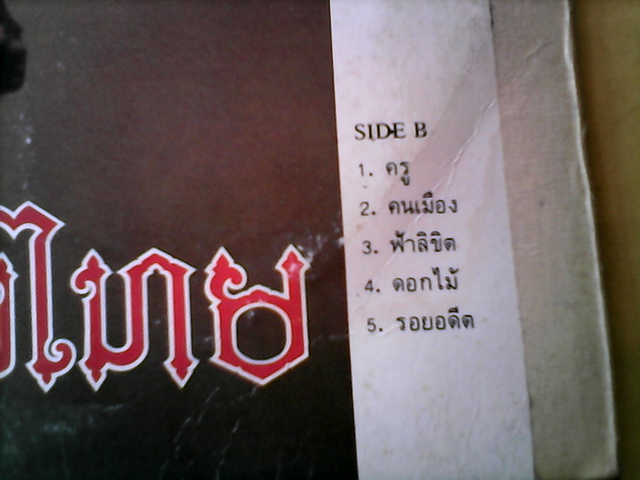 SIDE B
1. ครู
2. คนเมือง
3. ฟ้าลิขิต
4. ดอกไม้
5. รอยอดีต
ไทย